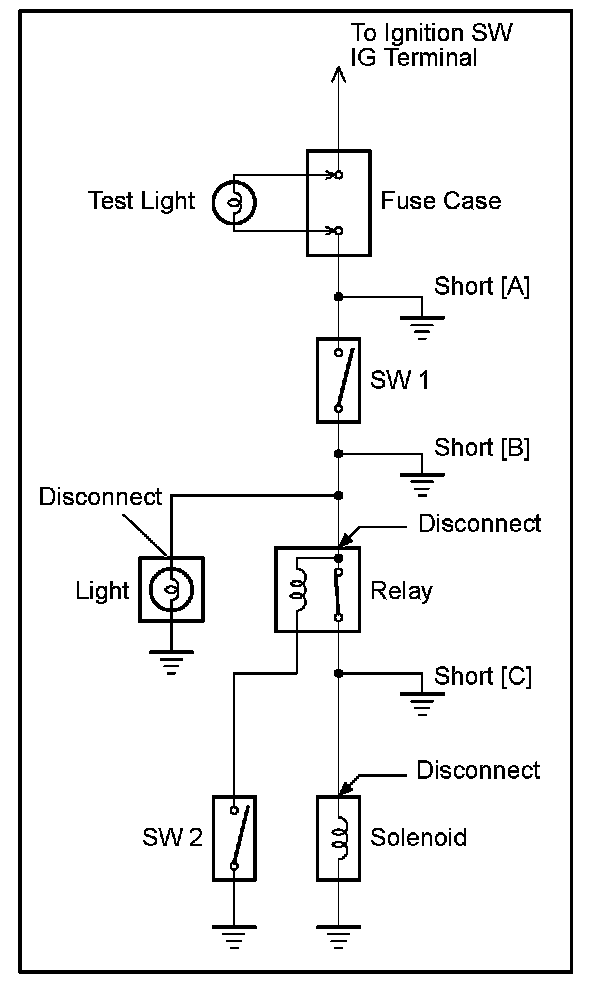 To Ignition SW
IG Terminal
Test Light
Fuse Case
Short [A]
SW 1
Short [B]
Disconnect
Disconnect
Light
Relay
Short [C]
Disconnect
SW 2
Solenoid